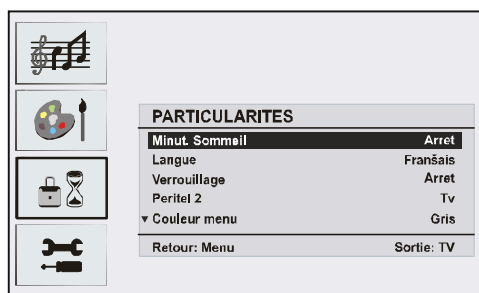 PARTICULARITES
Minut. Sommeil Arret
Langue Franšais
Verrouillage Arret
Peritel 2 Tv
▼ Couleur menu Gris
Retour: Menu Sortie: TV